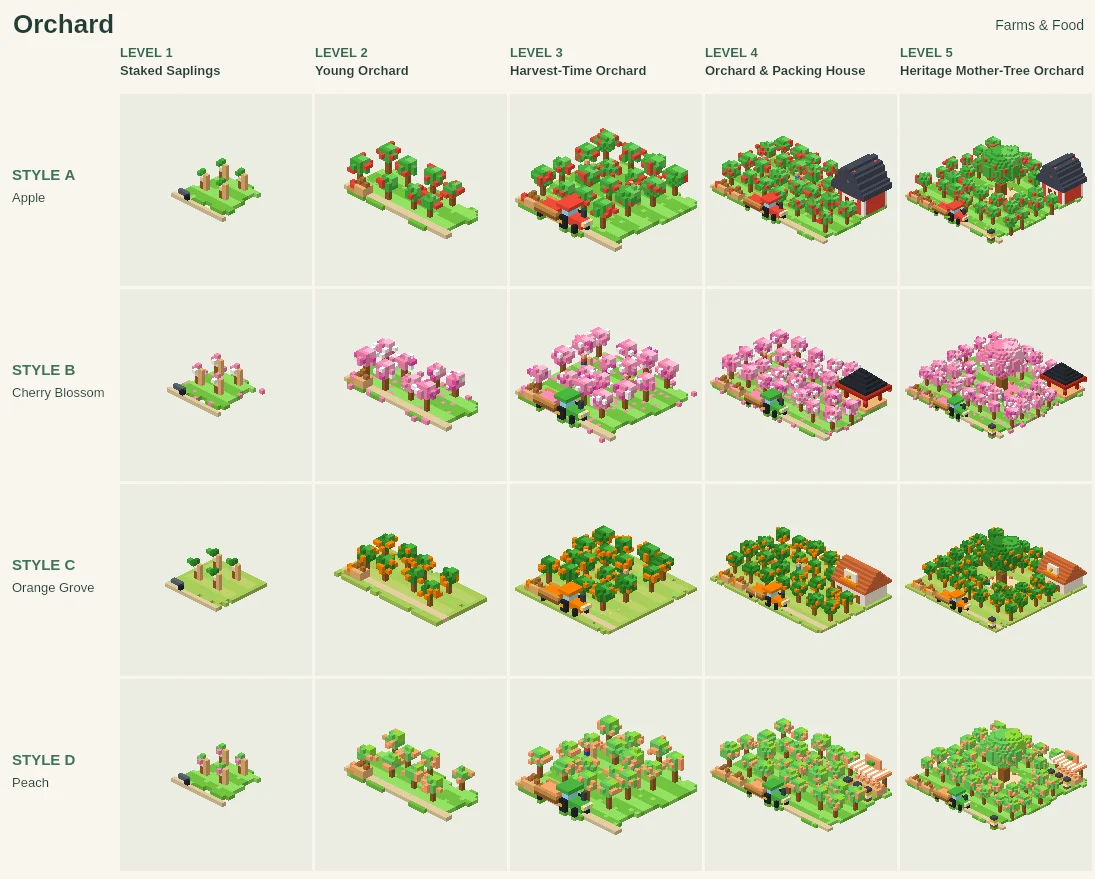 Orchard
Farms & Food
LEVEL 1
Staked Saplings
LEVEL 2
Young Orchard
LEVEL 3
Harvest-Time Orchard
LEVEL 4
Orchard & Packing House
LEVEL 5
Heritage Mother-Tree Orchard
STYLE A
Apple
STYLE B
Cherry Blossom
STYLE C
Orange Grove
STYLE D
Peach